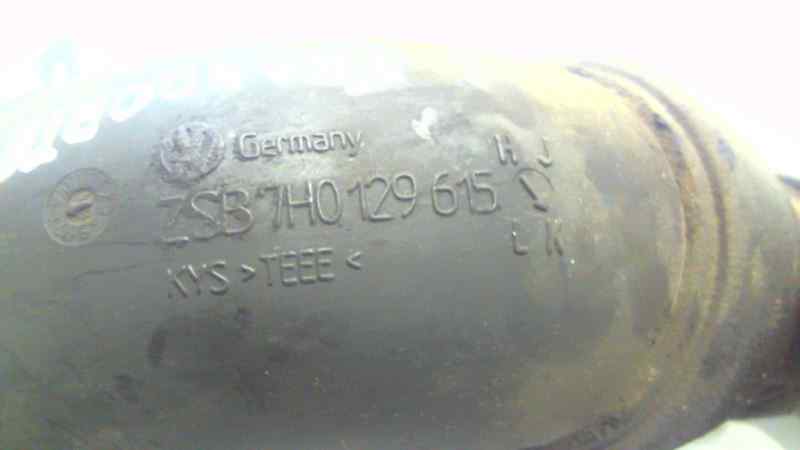 Germany
H J
ZSB 7H0 129 615
L K
KYS >TEEE<